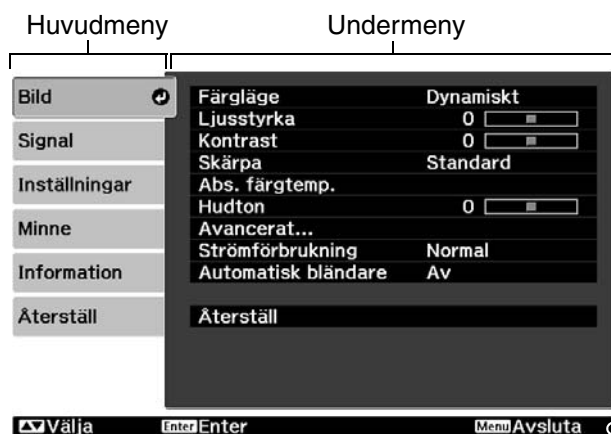 Huvudmeny Undermeny
Bild
Signal
Inställningar
Minne
Information
Återställ
Färgläge Dynamiskt
Ljusstyrka 0
Kontrast 0
Skärpa Standard
Abs. färgtemp.
Hudton 0
Avancerat...
Strömförbrukning Normal
Automatisk bländare Av
Återställ
Välja Enter Enter Menu Avsluta